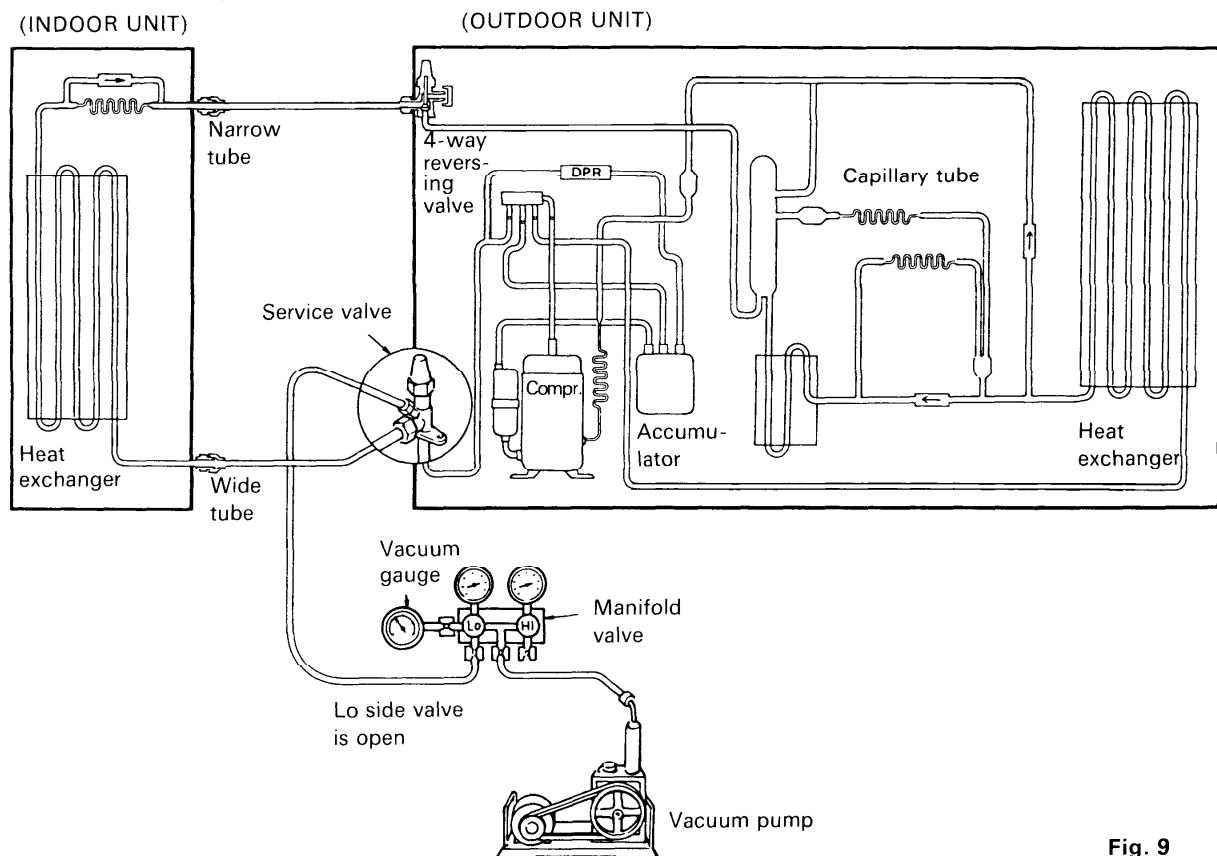 (INDOOR UNIT)
(OUTDOOR UNIT)
Narrow
tube
4-way
revers-
ing
valve
DPR
Capillary tube
Service valve
Compr.
Accumu-
lator
Heat
exchanger
Heat
exchanger
Wide
tube
Vacuum
gauge
Lo
HI
Manifold
valve
Lo side valve
is open
Vacuum pump
Fig. 9